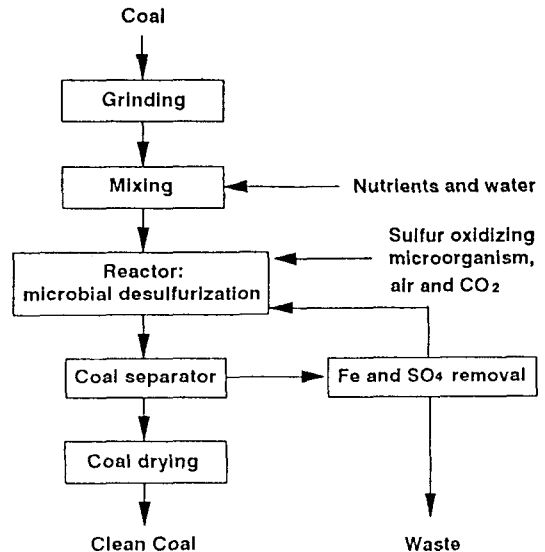 Coal
Grinding
Mixing
Nutrients and water
Sulfur oxidizing
microorganism,
air and CO2
Reactor:
microbial desulfurization
Coal separator
Fe and SO4 removal
Coal drying
Clean Coal
Waste